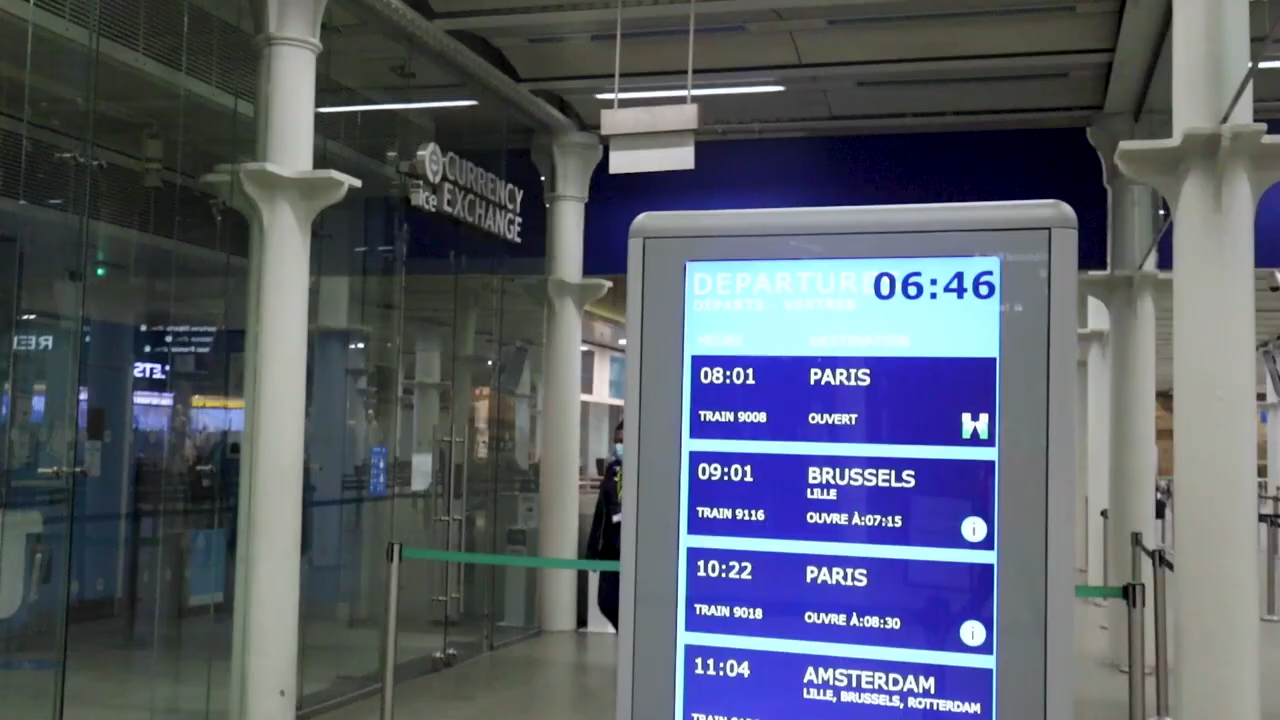 CURRENCY
ice EXCHANGE
DEPARTURE 06:46
08:01 PARIS
TRAIN 9008 OUVERT
09:01 BRUSSELS
LILLE
TRAIN 9116 OUVRE À:07:15
i
10:22 PARIS
TRAIN 9018 OUVRE À:08:30
i
11:04 AMSTERDAM
LILLE, BRUSSELS, ROTTERDAM